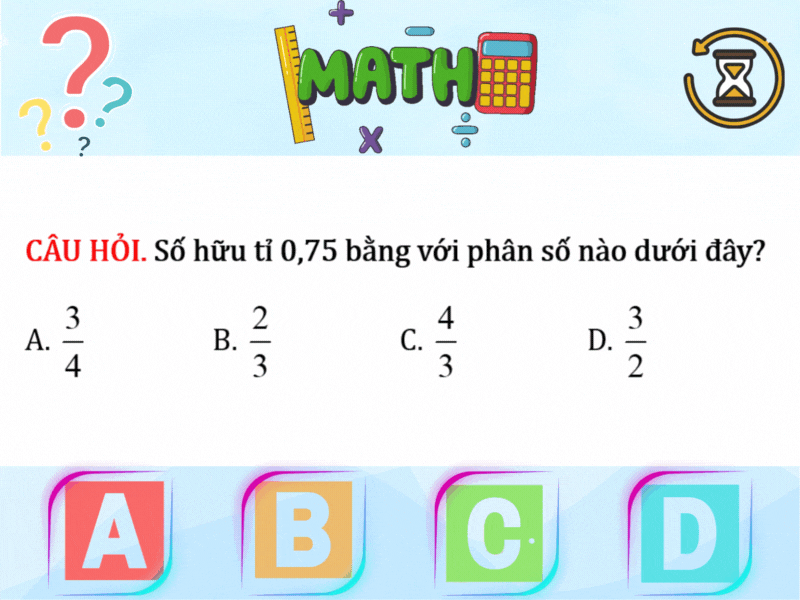 MATH
CÂU HỎI. Số hữu tỉ 0,75 bằng với phân số nào dưới đây?
A. 3/4 B. 2/3 C. 4/3 D. 3/2
A B C D